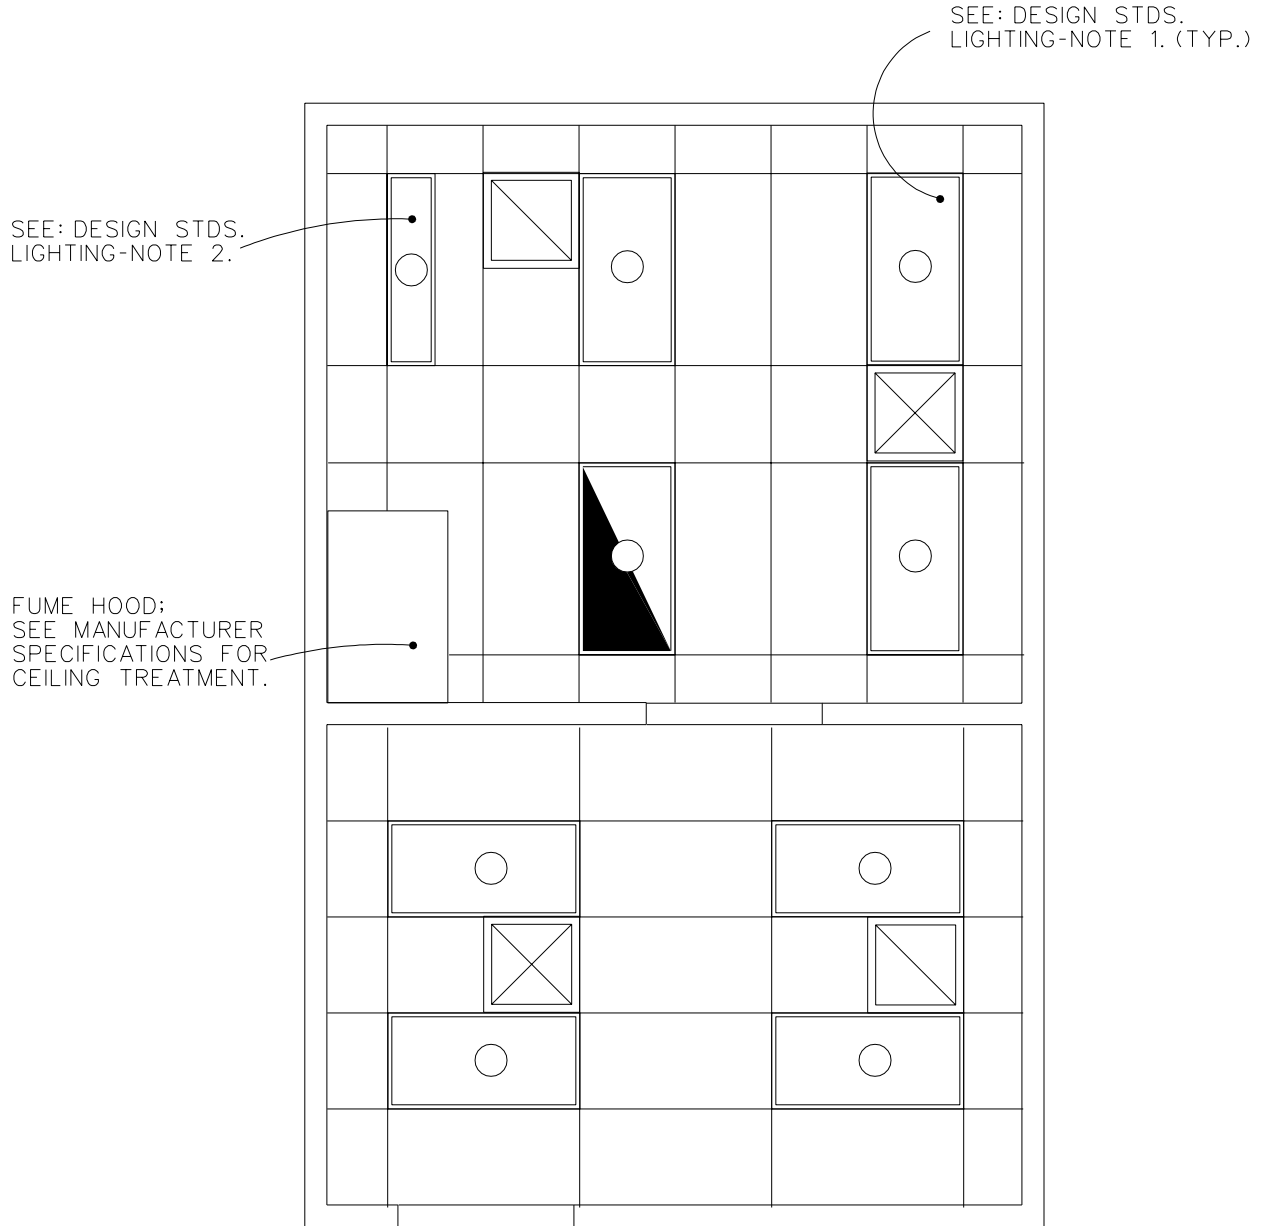 SEE: DESIGN STDS.
LIGHTING-NOTE 1. (TYP.)
SEE: DESIGN STDS.
LIGHTING-NOTE 2.
FUME HOOD;
SEE MANUFACTURER
SPECIFICATIONS FOR
CEILING TREATMENT.